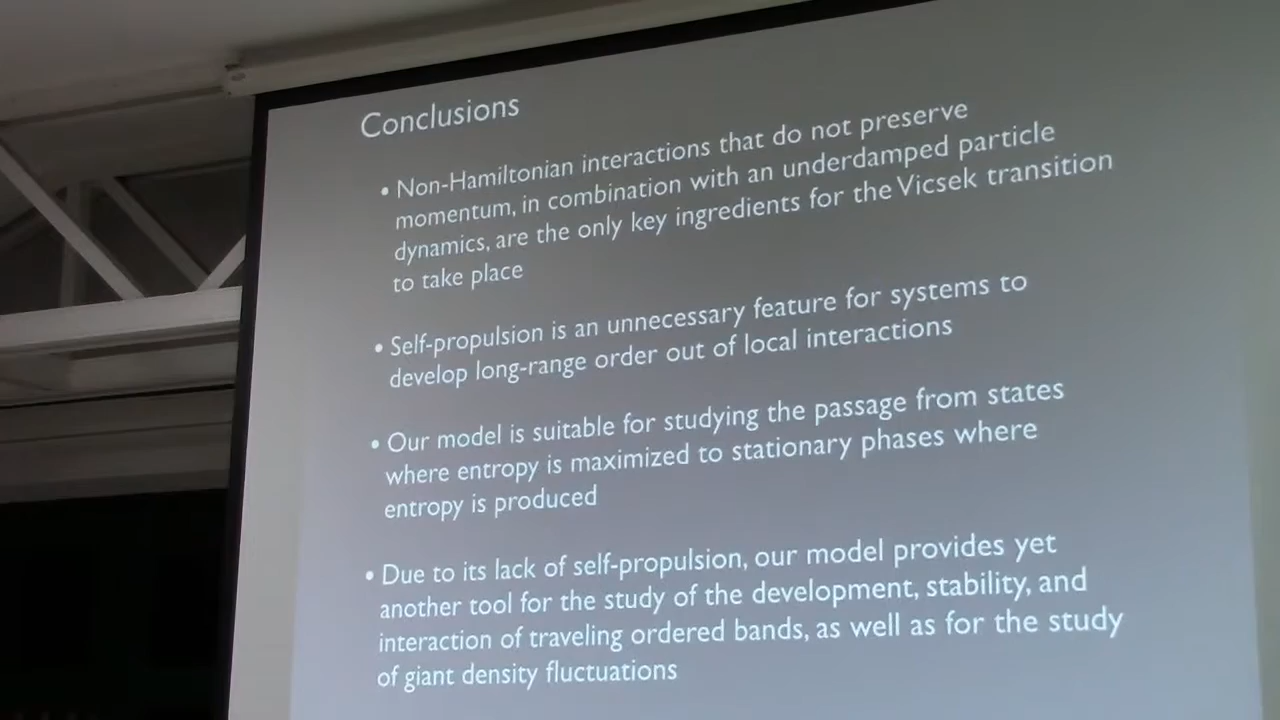 Conclusions
• Non-Hamiltonian interactions that do not preserve
momentum, in combination with an underdamped particle
dynamics, are the only key ingredients for the Vicsek transition
to take place
• Self-propulsion is an unnecessary feature for systems to
develop long-range order out of local interactions
• Our model is suitable for studying the passage from states
where entropy is maximized to stationary phases where
entropy is produced
• Due to its lack of self-propulsion, our model provides yet
another tool for the study of the development, stability, and
interaction of traveling ordered bands, as well as for the study
of giant density fluctuations